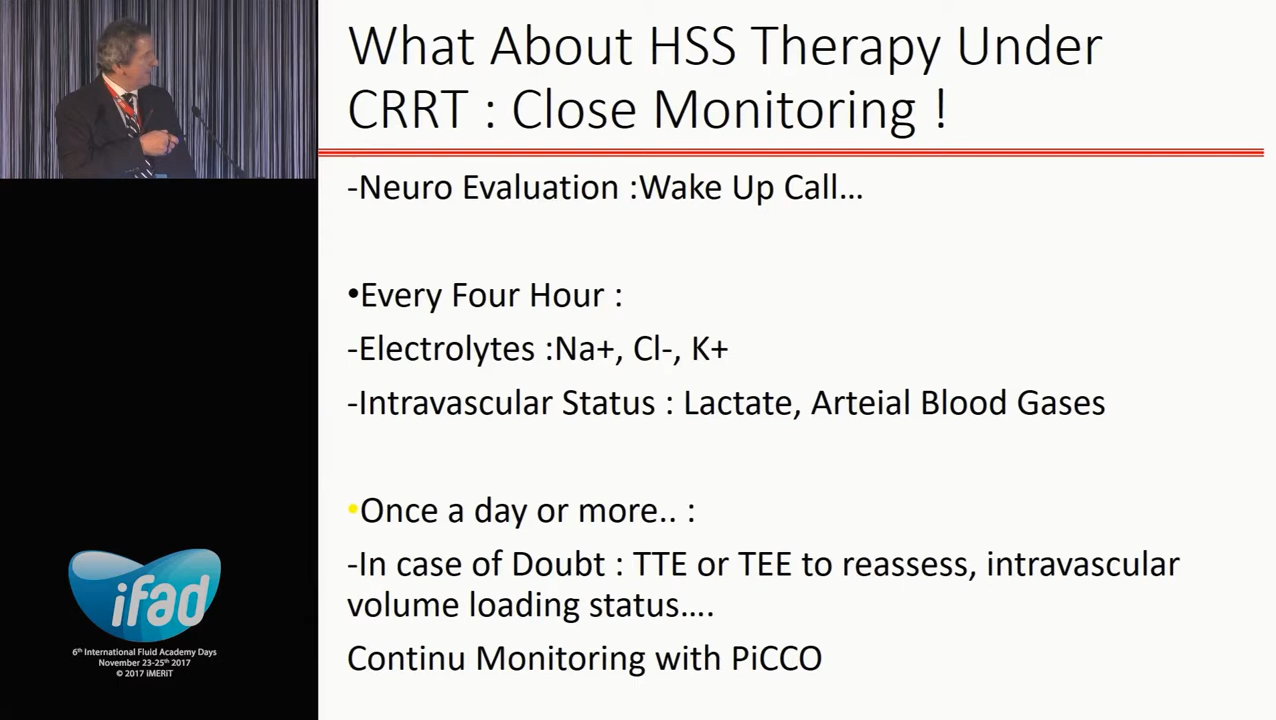 What About HSS Therapy Under
CRRT : Close Monitoring !
-Neuro Evaluation :Wake Up Call...
•Every Four Hour :
-Electrolytes :Na+, Cl-, K+
-Intravascular Status : Lactate, Arteial Blood Gases
•Once a day or more.. :
-In case of Doubt : TTE or TEE to reassess, intravascular
volume loading status....
Continu Monitoring with PiCCO
ifad
6th International Fluid Academy Days
November 23-25th 2017
© 2017 iMERiT